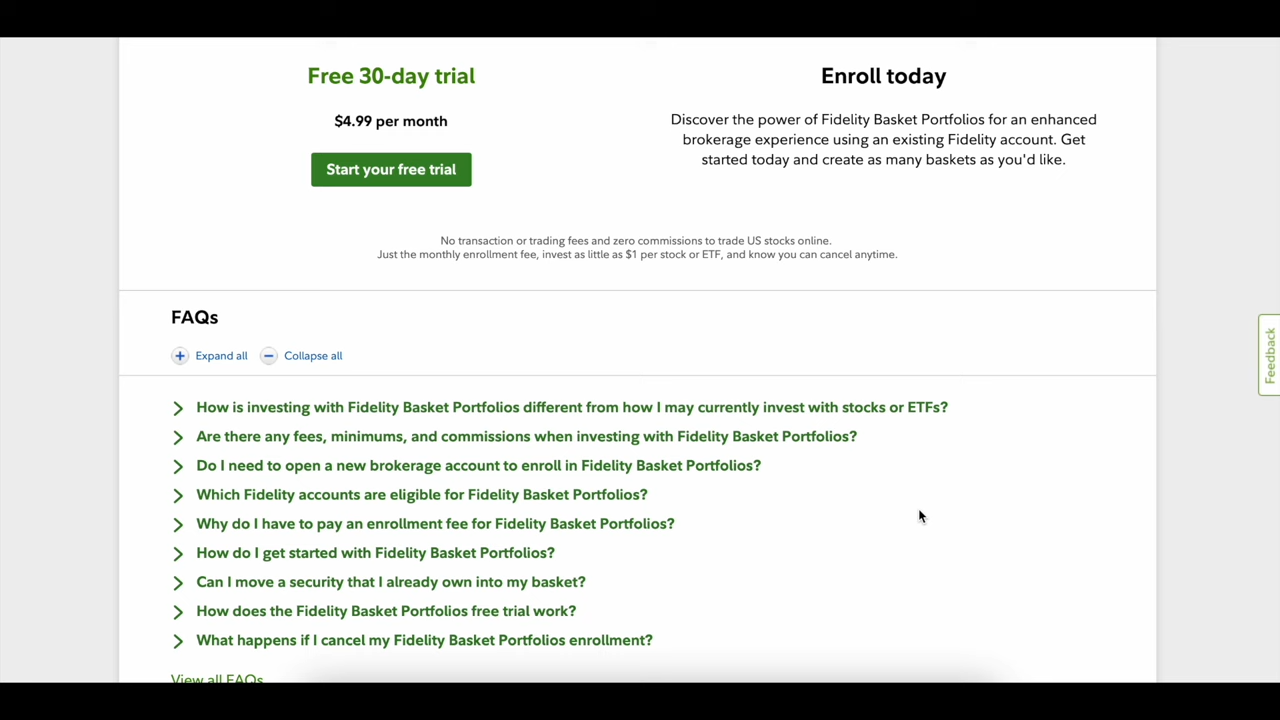 Free 30-day trial
$4.99 per month
Start your free trial
Enroll today
Discover the power of Fidelity Basket Portfolios for an enhanced
brokerage experience using an existing Fidelity account. Get
started today and create as many baskets as you'd like.
No transaction or trading fees and zero commissions to trade US stocks online.
Just the monthly enrollment fee, invest as little as $1 per stock or ETF, and know you can cancel anytime.
Feedback
FAQs
Expand all
Collapse all
How is investing with Fidelity Basket Portfolios different from how I may currently invest with stocks or ETFs?
Are there any fees, minimums, and commissions when investing with Fidelity Basket Portfolios?
Do I need to open a new brokerage account to enroll in Fidelity Basket Portfolios?
Which Fidelity accounts are eligible for Fidelity Basket Portfolios?
Why do I have to pay an enrollment fee for Fidelity Basket Portfolios?
How do I get started with Fidelity Basket Portfolios?
Can I move a security that I already own into my basket?
How does the Fidelity Basket Portfolios free trial work?
What happens if I cancel my Fidelity Basket Portfolios enrollment?
View all FAQs